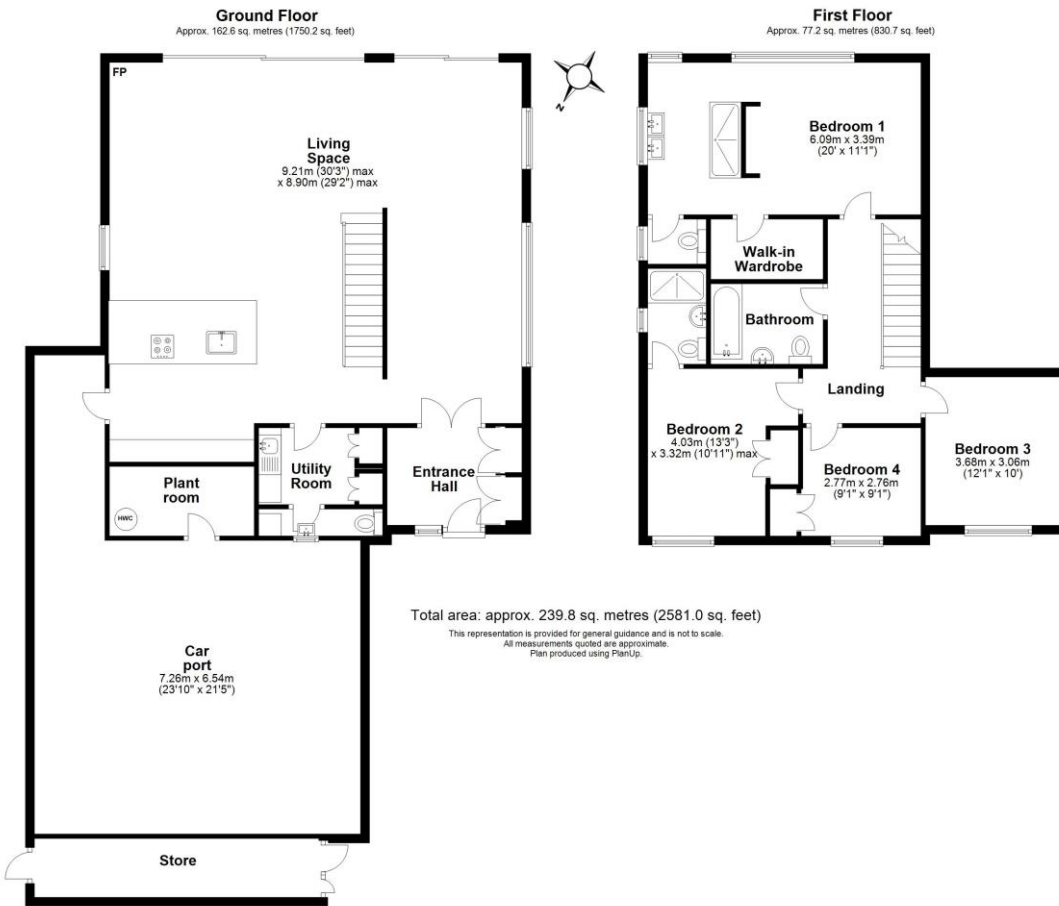 Ground Floor
Approx. 162.6 sq. metres (1750.2 sq. feet)
FP
N
Living
Space
9.21m (30'3") max
x 8.90m (29'2") max
Utility
Room
Entrance
Hall
Plant
room
HWC
Car
port
7.26m x 6.54m
(23'10" x 21'5")
Store
First Floor
Approx. 77.2 sq. metres (830.7 sq. feet)
Bedroom 1
6.09m x 3.39m
(20' x 11'1")
Walk-in
Wardrobe
Bathroom
Landing
Bedroom 2
4.03m (13'3")
x 3.32m (10'11") max
Bedroom 4
2.77m x 2.76m
(9'1" x 9'1")
Bedroom 3
3.68m x 3.06m
(12'1" x 10')
Total area: approx. 239.8 sq. metres (2581.0 sq. feet)
This representation is provided for general guidance and is not to scale.
All measurements quoted are approximate.
Plan produced using PlanUp.